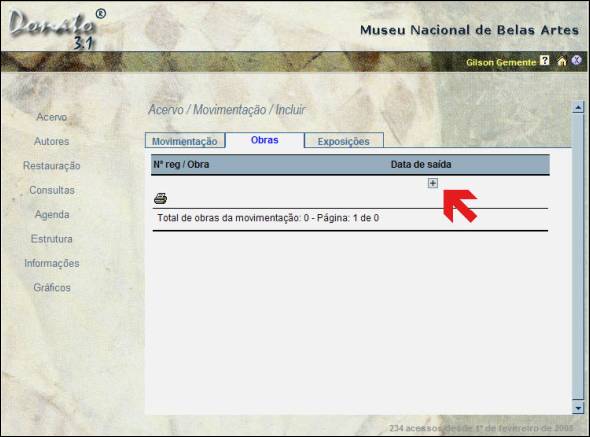 Donato ®
3.1
Museu Nacional de Belas Artes
Gilson Gemente ? X
Acervo / Movimentação / Incluir
Acervo
Autores
Restauração
Consultas
Agenda
Estrutura
Informações
Gráficos
Movimentação Obras Exposições
Nº reg / Obra Data de saída
+
Total de obras da movimentação: 0 - Página: 1 de 0
234 acessos desde 1º de fevereiro de 2008